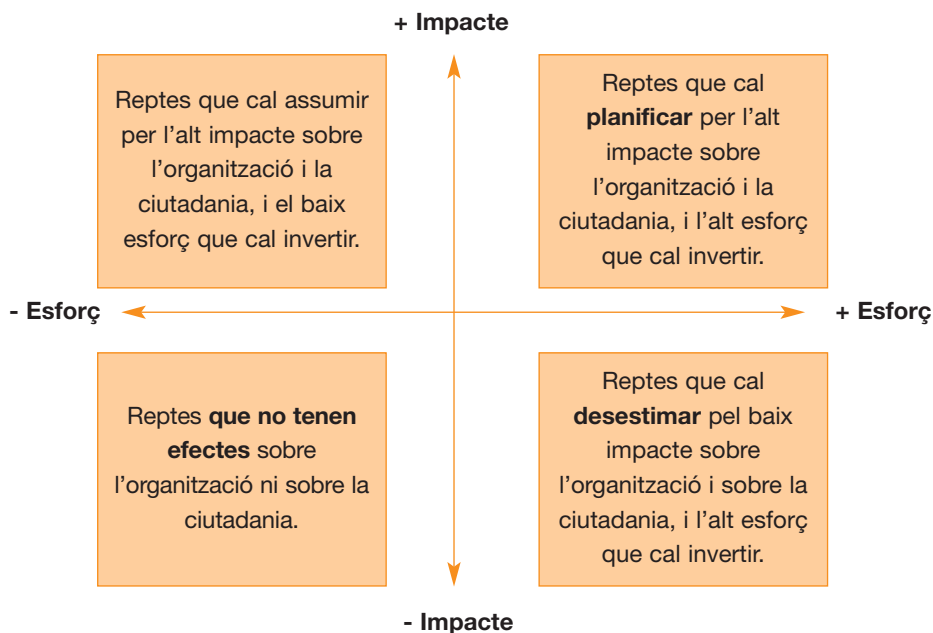 + Impacte
Reptes que cal assumir
per l'alt impacte sobre
l'organització i la
ciutadania, i el baix
esforç que cal invertir.
Reptes que cal
planificar per l'alt
impacte sobre
l'organització i la
ciutadania, i l'alt esforç
que cal invertir.
- Esforç
+ Esforç
Reptes que no tenen
efectes sobre
l'organització ni sobre la
ciutadania.
Reptes que cal
desestimar pel baix
impacte sobre
l'organització i sobre la
ciutadania, i l'alt esforç
que cal invertir.
- Impacte